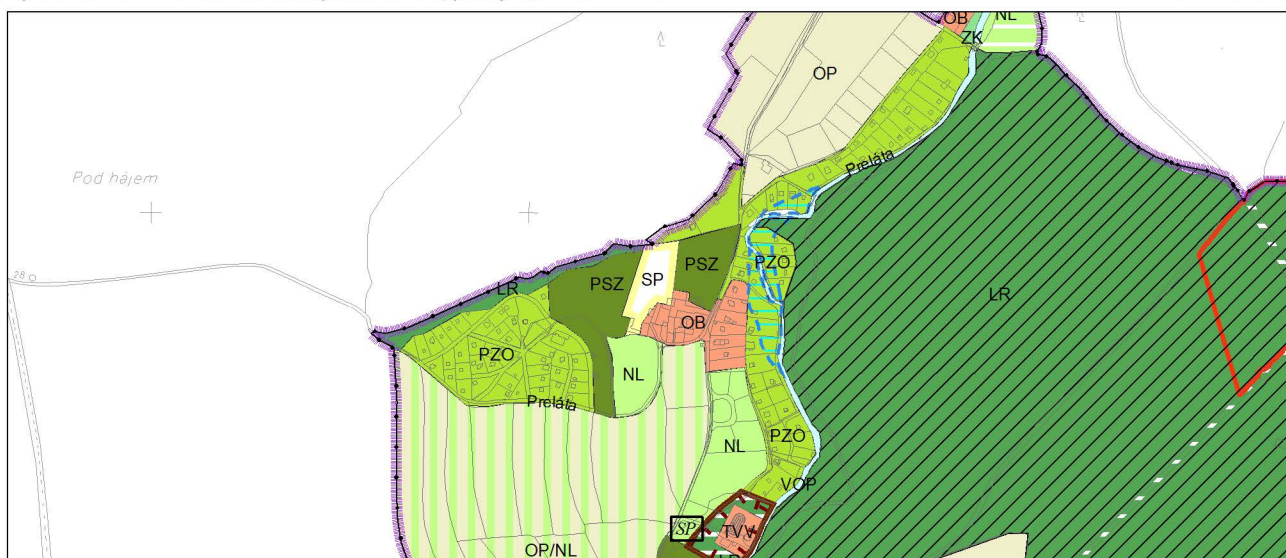 OB
NL
ZK
OP
Preláta
Pod hájem
PZO
SP
PSZ
PSZ
28
LR
LR
OB
PZO
NL
Preláta
NL
PZO
VOP
SP
TVV
OP/NL